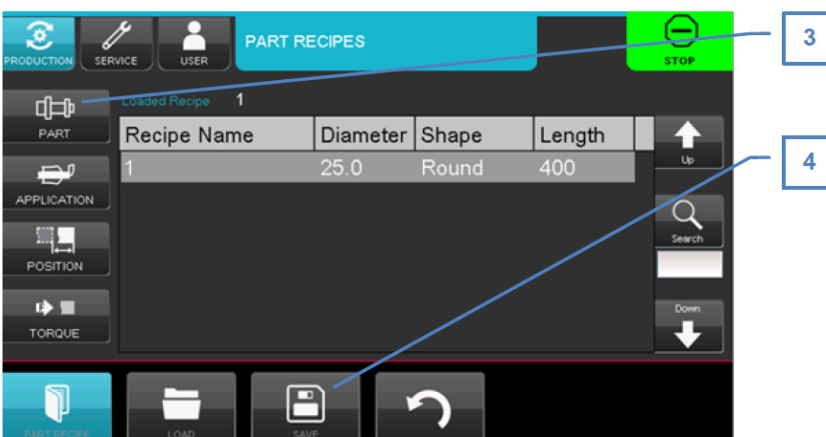 PRODUCTION
SERVICE
USER
PART RECIPES
STOP
3
PART
Loaded Recipe 1
Recipe Name Diameter Shape Length
1 25.0 Round 400
Up
4
APPLICATION
Search
POSITION
Down
TORQUE
PART RECIPE
LOAD
SAVE